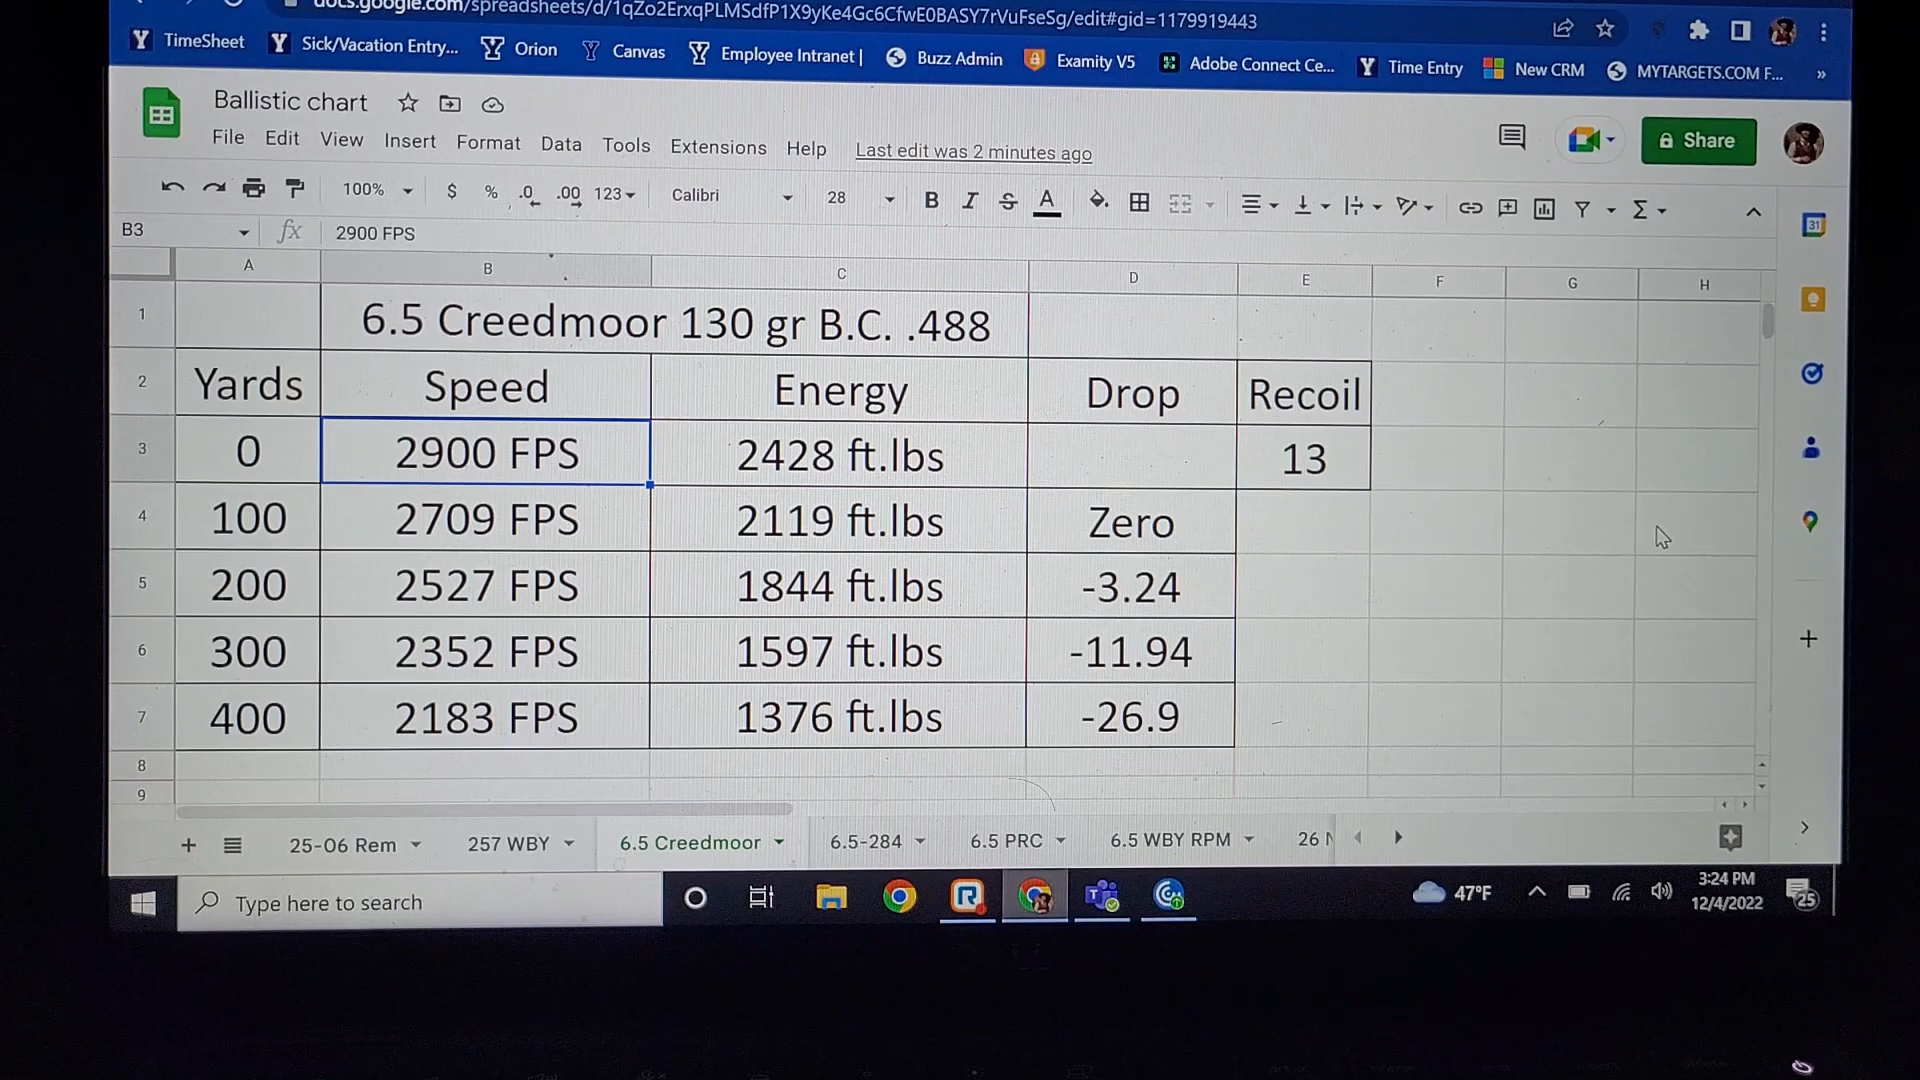 docs.google.com/spreadsheets/d/1qZo2ErxqPLMSdfP1X9yKe4Gc6CfwE0BASY7rVuFseSg/edit#gid=1179919443
TimeSheet Sick/Vacation Entry... Orion Canvas Employee Intranet | Buzz Admin Examity V5 Adobe Connect Ce... Time Entry New CRM MYTARGETS.COM F... »
Ballistic chart
File Edit View Insert Format Data Tools Extensions Help Last edit was 2 minutes ago
Share
100% $ % .0 .00 123 Calibri 28 B I S A
B3 fx 2900 FPS
A B C D E F G H
1 6.5 Creedmoor 130 gr B.C. .488
2 Yards Speed Energy Drop Recoil
3 0 2900 FPS 2428 ft.lbs 13
4 100 2709 FPS 2119 ft.lbs Zero
5 200 2527 FPS 1844 ft.lbs -3.24
6 300 2352 FPS 1597 ft.lbs -11.94
7 400 2183 FPS 1376 ft.lbs -26.9
8
9
25-06 Rem 257 WBY 6.5 Creedmoor 6.5-284 6.5 PRC 6.5 WBY RPM 26
Type here to search
47°F
3:24 PM
12/4/2022
25
31